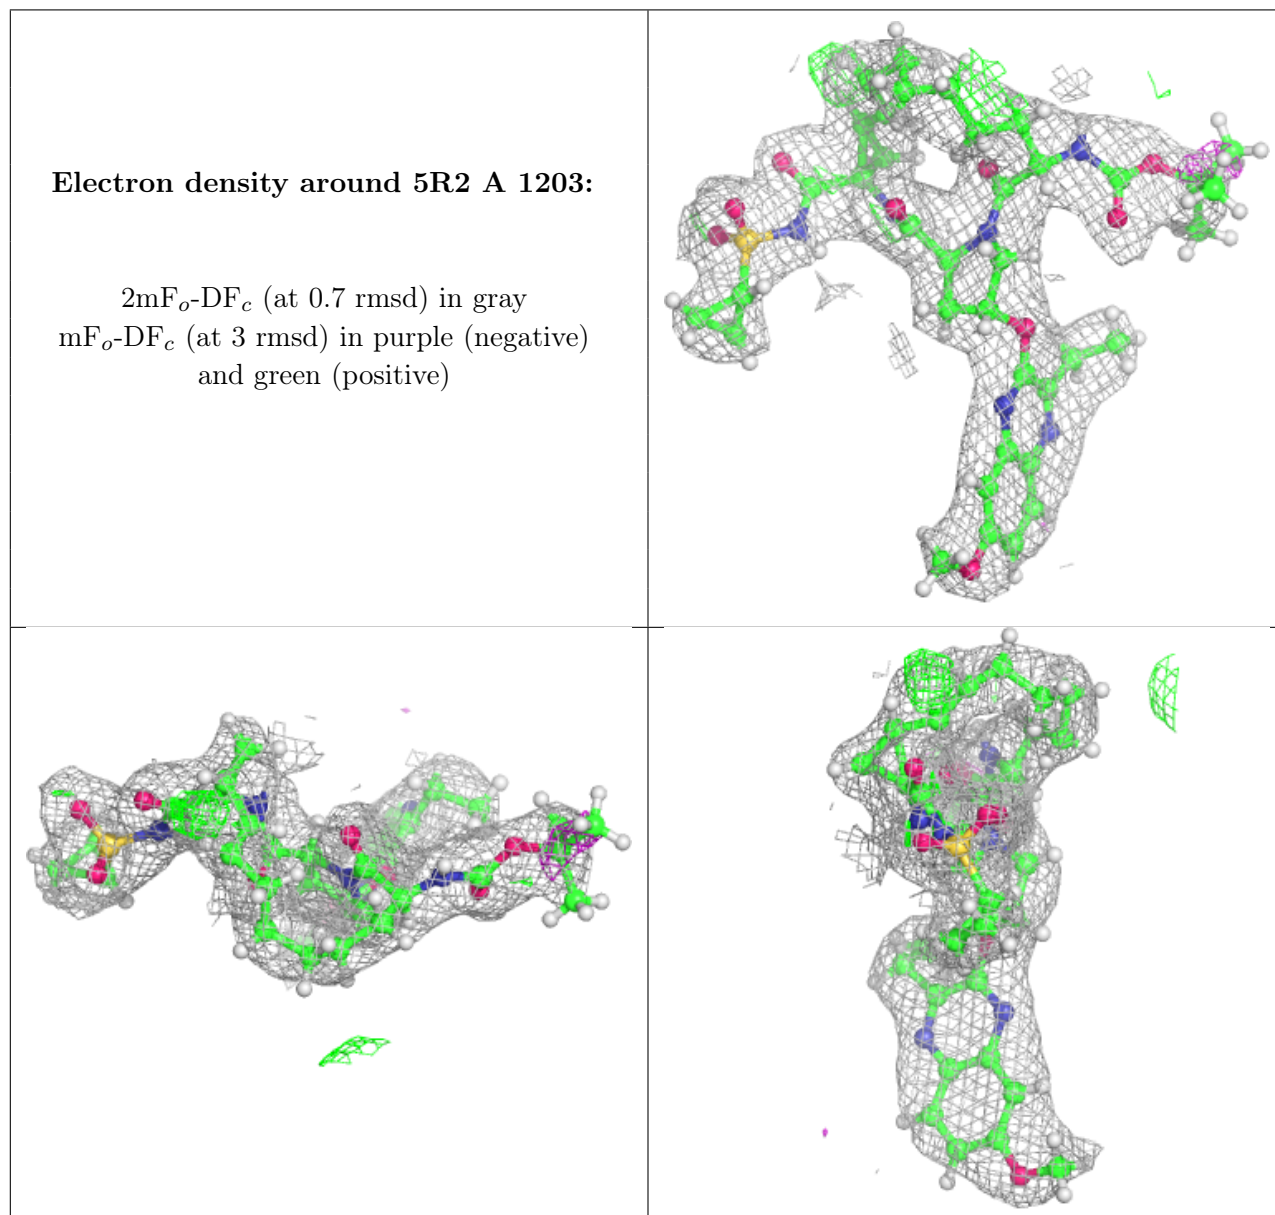 Electron density around 5R2 A 1203:
2mFo-DFc (at 0.7 rmsd) in gray
mFo-DFc (at 3 rmsd) in purple (negative)
and green (positive)